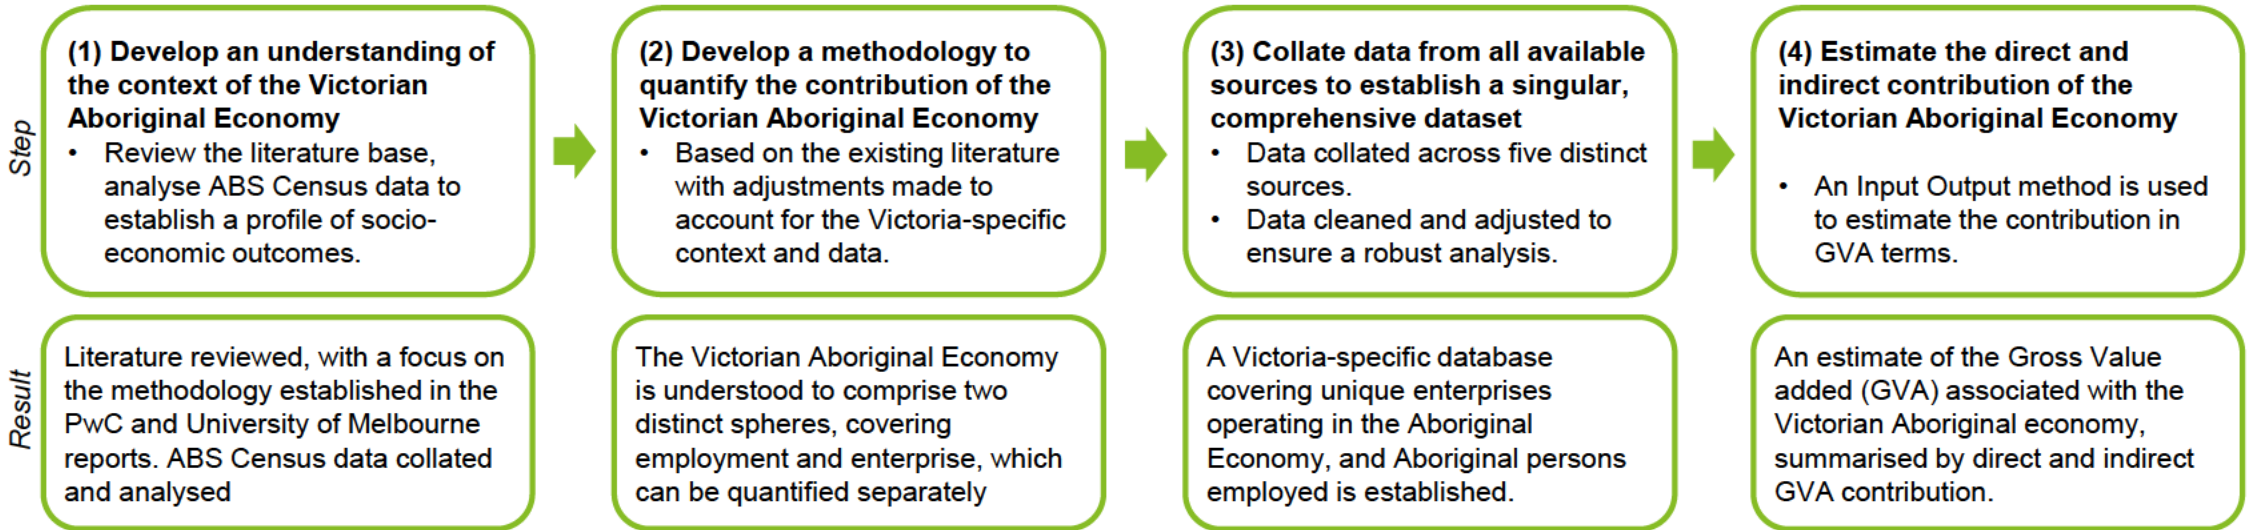 Step
(1) Develop an understanding of
the context of the Victorian
Aboriginal Economy
• Review the literature base,
analyse ABS Census data to
establish a profile of socio-
economic outcomes.
(2) Develop a methodology to
quantify the contribution of the
Victorian Aboriginal Economy
• Based on the existing literature
with adjustments made to
account for the Victoria-specific
context and data.
(3) Collate data from all available
sources to establish a singular,
comprehensive dataset
• Data collated across five distinct
sources.
• Data cleaned and adjusted to
ensure a robust analysis.
(4) Estimate the direct and
indirect contribution of the
Victorian Aboriginal Economy
• An Input Output method is used
to estimate the contribution in
GVA terms.
Result
Literature reviewed, with a focus on
the methodology established in the
PwC and University of Melbourne
reports. ABS Census data collated
and analysed
The Victorian Aboriginal Economy
is understood to comprise two
distinct spheres, covering
employment and enterprise, which
can be quantified separately
A Victoria-specific database
covering unique enterprises
operating in the Aboriginal
Economy, and Aboriginal persons
employed is established.
An estimate of the Gross Value
added (GVA) associated with the
Victorian Aboriginal economy,
summarised by direct and indirect
GVA contribution.